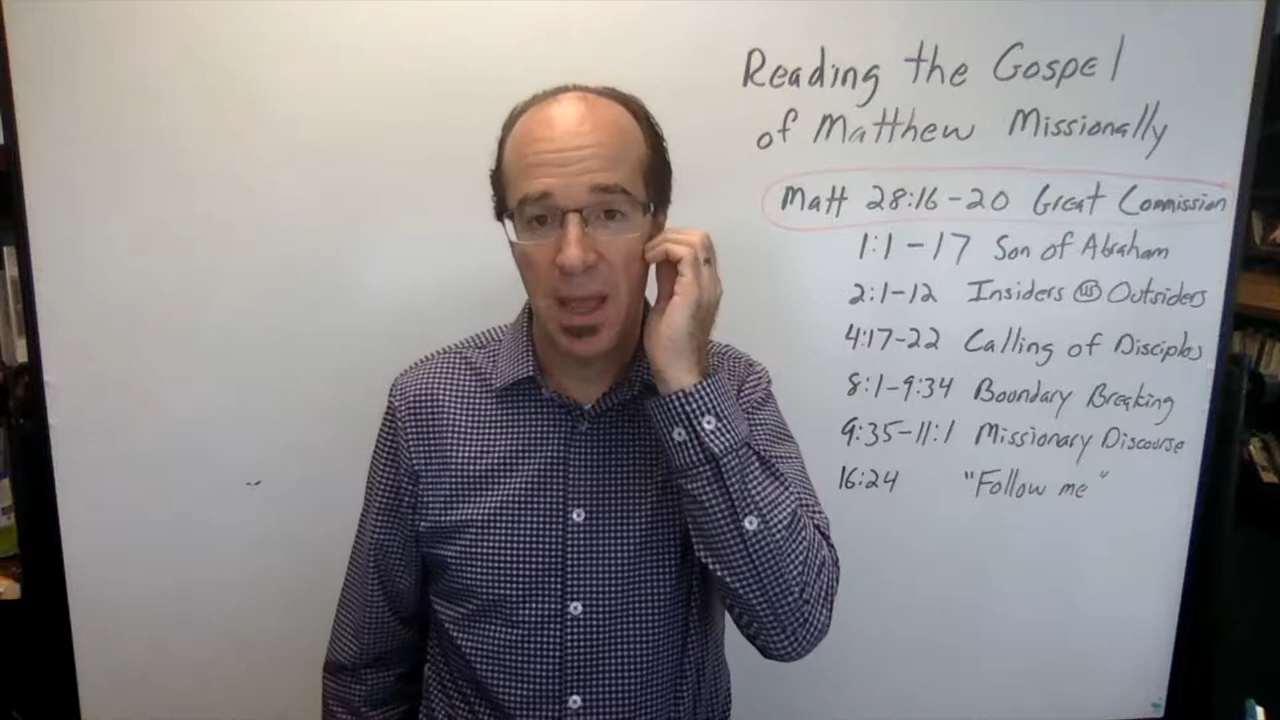 Reading the Gospel
of Matthew Missionally
Matt 28:16-20 Great Commission
1:1-17 Son of Abraham
2:1-12 Insiders vs Outsiders
4:17-22 Calling of Disciples
8:1-9:34 Boundary Breaking
9:35-11:1 Missionary Discourse
16:24 "Follow me"